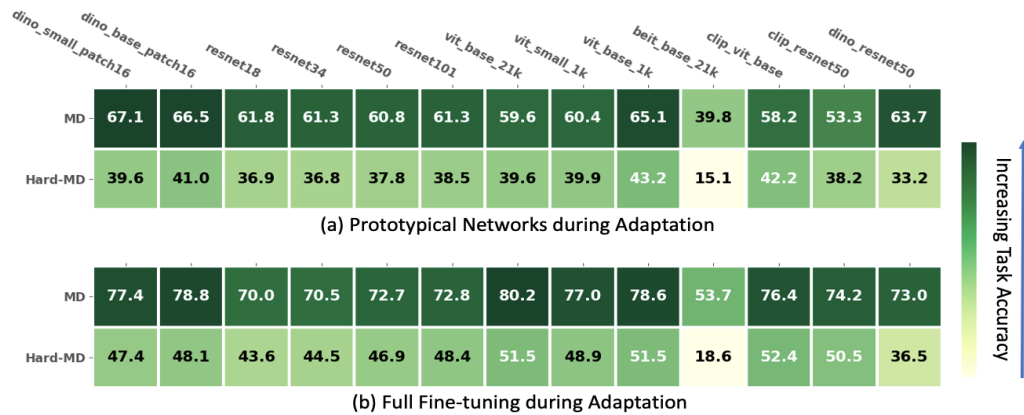 dino_small_patch16 dino_base_patch16 resnet18 resnet34 resnet50 resnet101 vit_base_21k vit_small_1k vit_base_1k beit_base_21k clip_vit_base clip_resnet50 dino_resnet50
MD 67.1 66.5 61.8 61.3 60.8 61.3 59.6 60.4 65.1 39.8 58.2 53.3 63.7
Hard-MD 39.6 41.0 36.9 36.8 37.8 38.5 39.6 39.9 43.2 15.1 42.2 38.2 33.2
(a) Prototypical Networks during Adaptation
MD 77.4 78.8 70.0 70.5 72.7 72.8 80.2 77.0 78.6 53.7 76.4 74.2 73.0
Hard-MD 47.4 48.1 43.6 44.5 46.9 48.4 51.5 48.9 51.5 18.6 52.4 50.5 36.5
(b) Full Fine-tuning during Adaptation
Increasing Task Accuracy